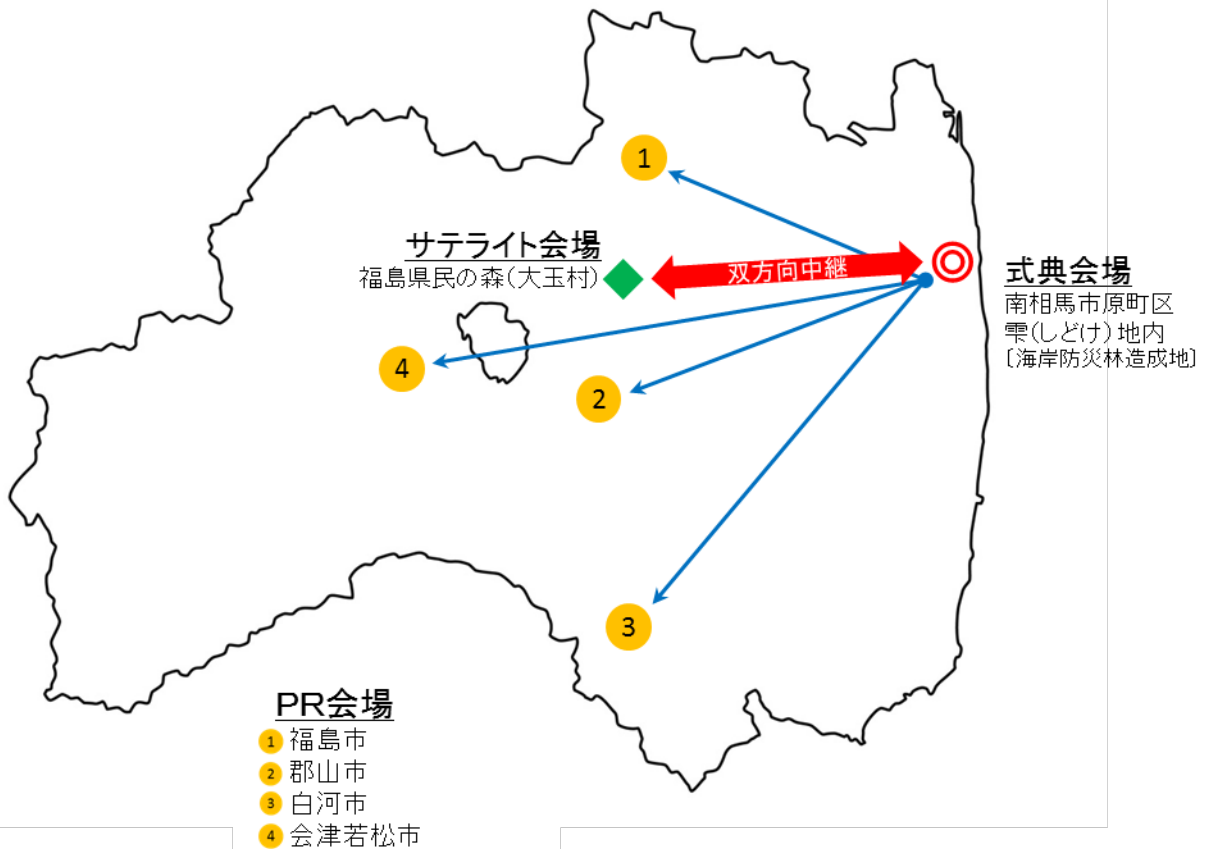 1
サテライト会場
福島県民の森(大玉村)
双方向中継
式典会場
南相馬市原町区
雫(しどけ)地内
[海岸防災林造成地]
4
2
3
PR会場
1 福島市
2 郡山市
3 白河市
4 会津若松市